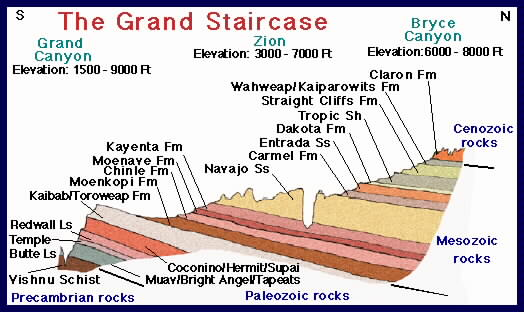 S
The Grand Staircase
N
Grand
Canyon
Elevation: 1500 - 9000 Ft
Zion
Elevation: 3000 - 7000 Ft
Bryce
Canyon
Elevation:6000 - 8000 Ft
Claron Fm
Wahweap/Kaiparowits Fm
Straight Cliffs Fm
Tropic Sh
Dakota Fm
Entrada Ss
Carmel Fm
Cenozoic
rocks
Kayenta Fm
Moenave Fm
Chinle Fm
Moenkopi Fm
Kaibab/Toroweap Fm
Navajo Ss
Redwall Ls
Temple
Butte Ls
Vishnu Schist
Coconino/Hermit/Supai
Muav/Bright Angel/Tapeats
Mesozoic
rocks
Precambrian rocks
Paleozoic rocks